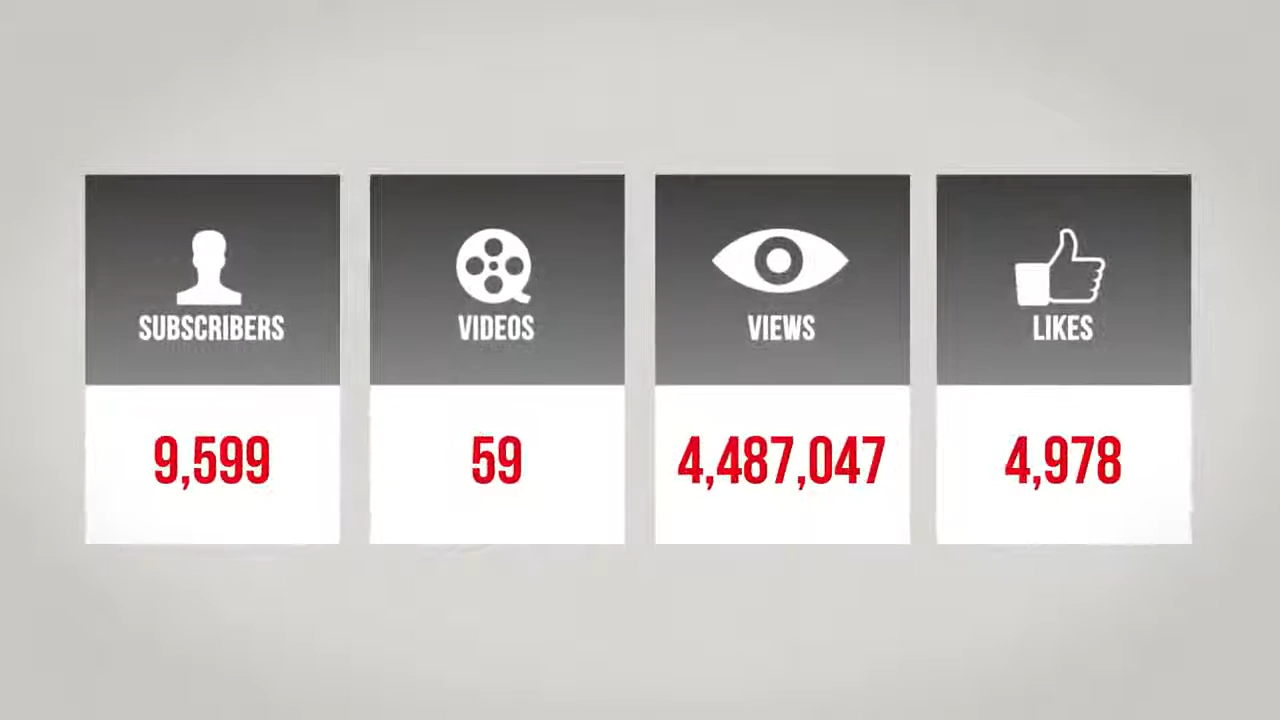 SUBSCRIBERS
VIDEOS
VIEWS
LIKES
9,599
59
4,487,047
4,978